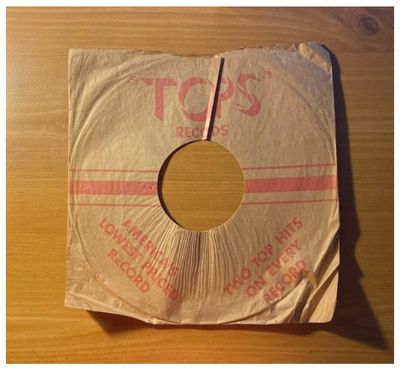 "TOPS"
RECORDS
AMERICA'S
LOWEST PRICED
RECORD
TWO TOP HITS
ON EVERY
RECORD